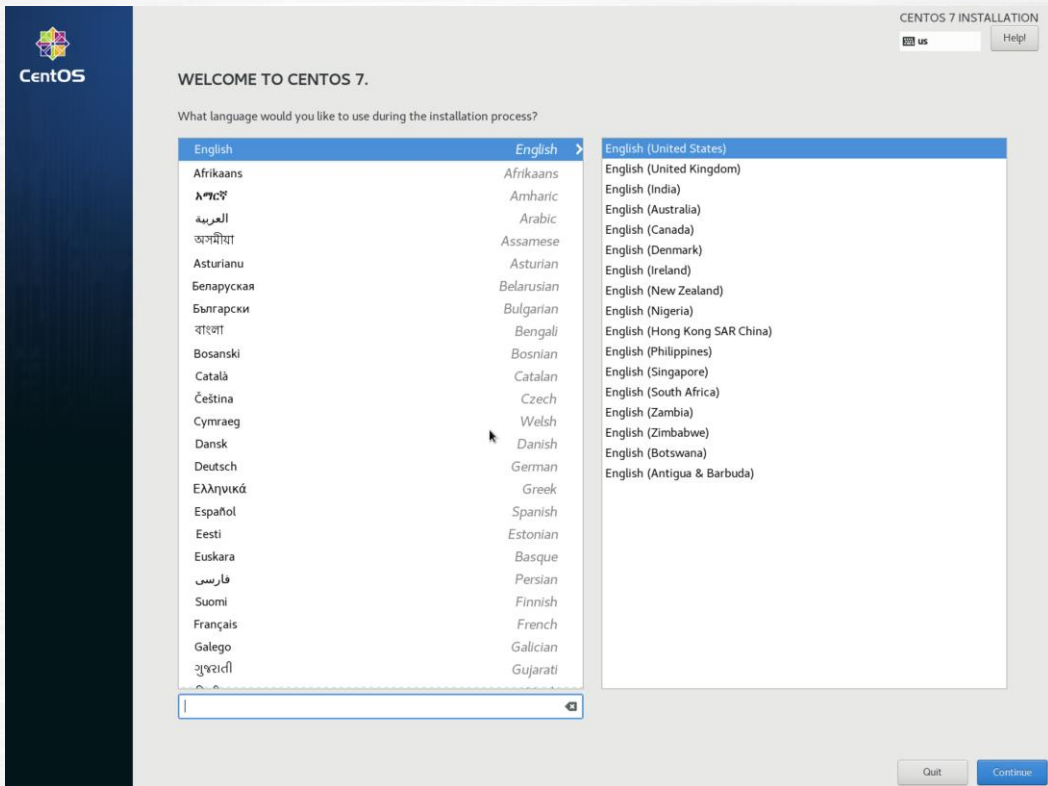 CentOS
CENTOS 7 INSTALLATION
us
Help!
WELCOME TO CENTOS 7.
What language would you like to use during the installation process?
English English
Afrikaans Afrikaans
አማርኛ Amharic
العربية Arabic
অসমীয়া Assamese
Asturianu Asturian
Беларуская Belarusian
Български Bulgarian
বাংলা Bengali
Bosanski Bosnian
Català Catalan
Čeština Czech
Cymraeg Welsh
Dansk Danish
Deutsch German
Ελληνικά Greek
Español Spanish
Eesti Estonian
Euskara Basque
فارسی Persian
Suomi Finnish
Français French
Galego Galician
ગુજરાતી Gujarati
English (United States)
English (United Kingdom)
English (India)
English (Australia)
English (Canada)
English (Denmark)
English (Ireland)
English (New Zealand)
English (Nigeria)
English (Hong Kong SAR China)
English (Philippines)
English (Singapore)
English (South Africa)
English (Zambia)
English (Zimbabwe)
English (Botswana)
English (Antigua & Barbuda)
Quit
Continue